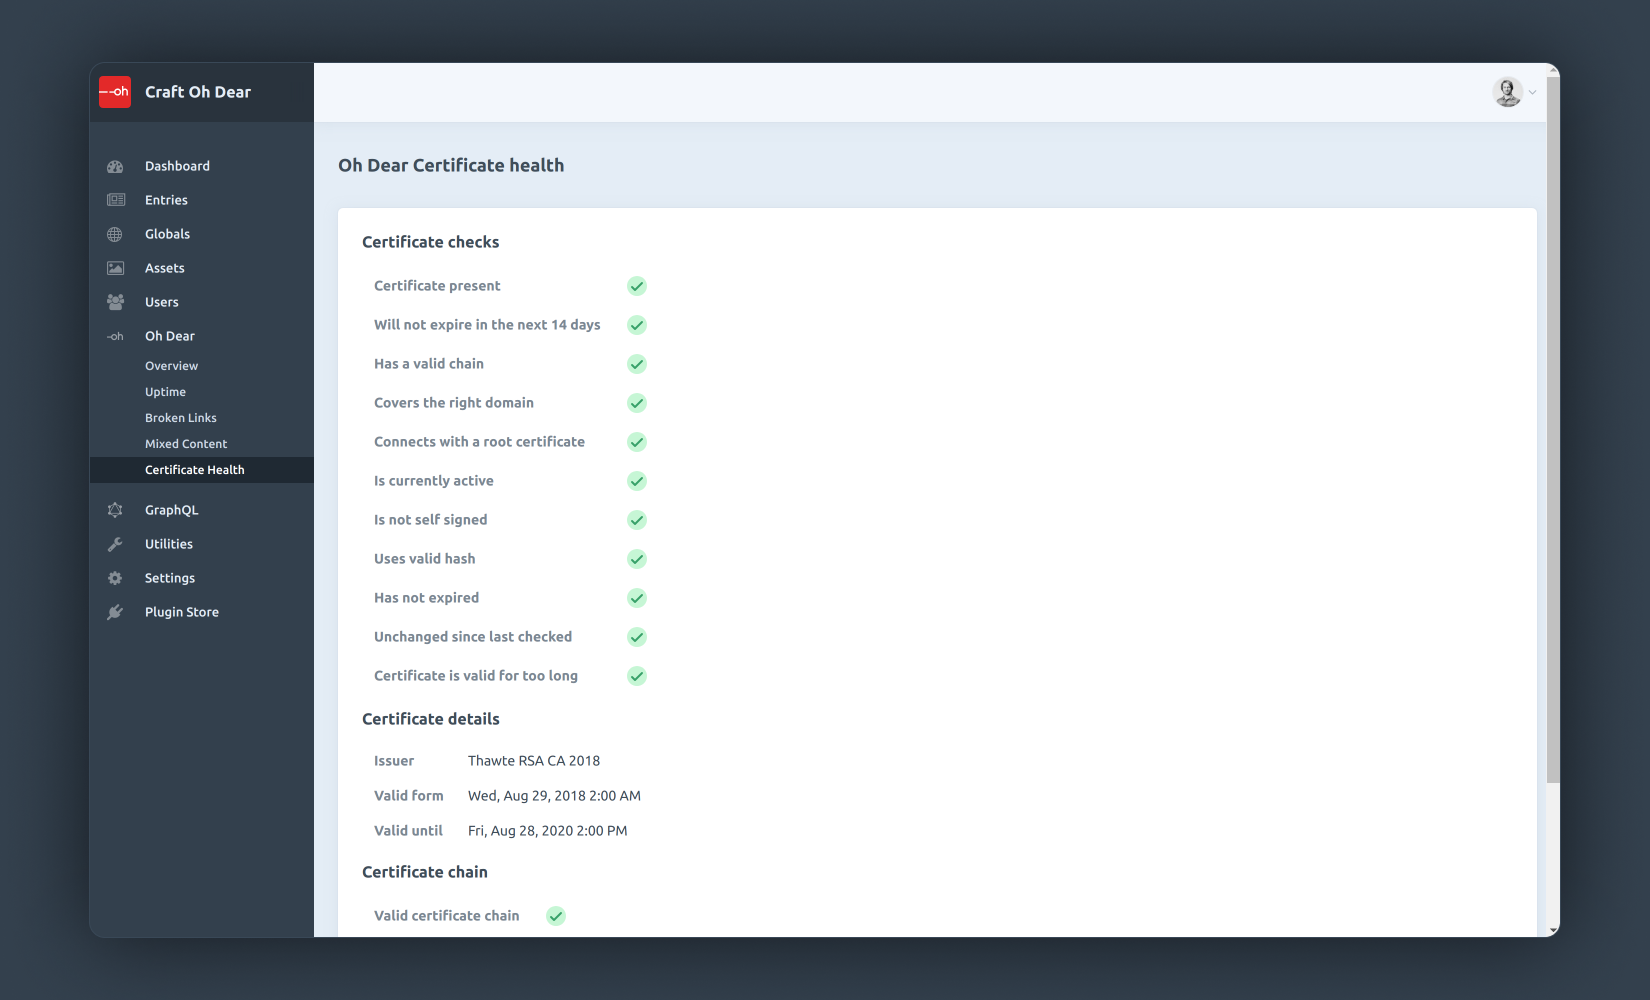 oh
Craft Oh Dear
Dashboard
Entries
Globals
Assets
Users
-oh
Oh Dear
Overview
Uptime
Broken Links
Mixed Content
Certificate Health
GraphQL
Utilities
Settings
Plugin Store
Oh Dear Certificate health
Certificate checks
Certificate present
Will not expire in the next 14 days
Has a valid chain
Covers the right domain
Connects with a root certificate
Is currently active
Is not self signed
Uses valid hash
Has not expired
Unchanged since last checked
Certificate is valid for too long
Certificate details
Issuer Thawte RSA CA 2018
Valid form Wed, Aug 29, 2018 2:00 AM
Valid until Fri, Aug 28, 2020 2:00 PM
Certificate chain
Valid certificate chain